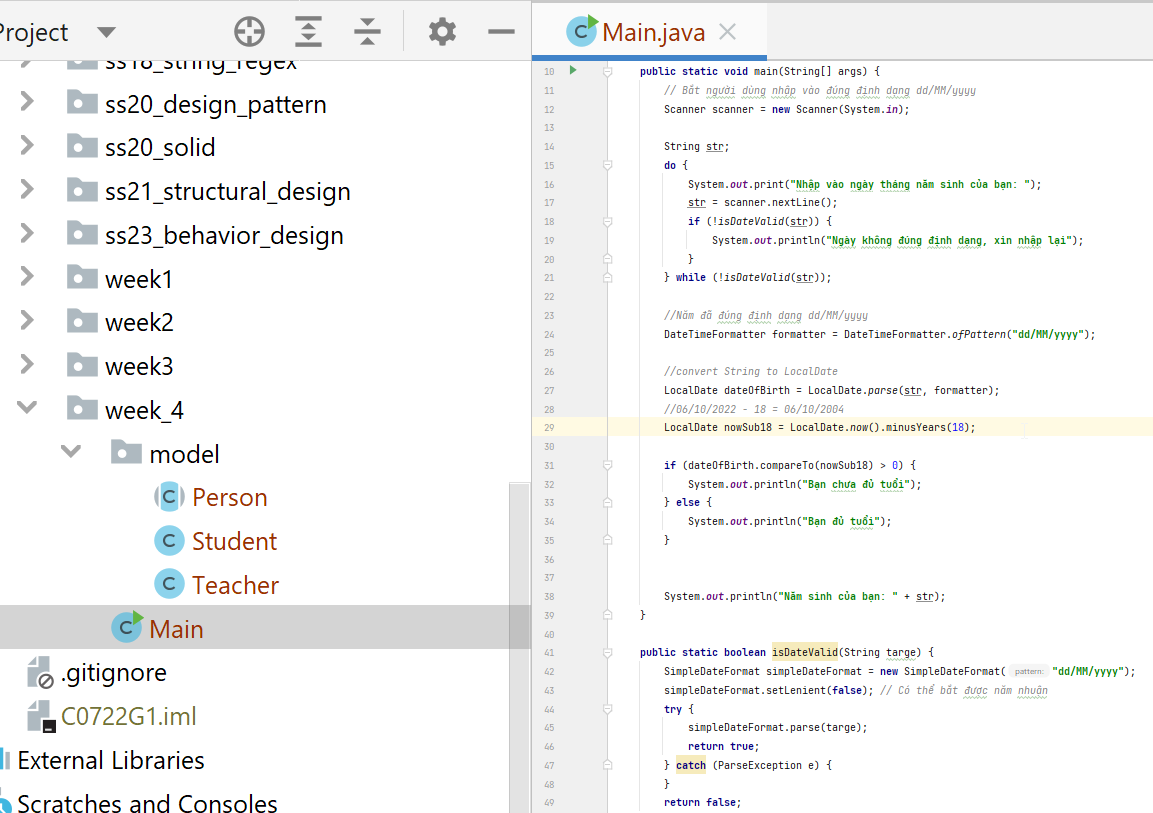 Project
ss18_string_regex
ss20_design_pattern
ss20_solid
ss21_structural_design
ss23_behavior_design
week1
week2
week3
week_4
model
Person
Student
Teacher
Main
.gitignore
C0722G1.iml
External Libraries
Scratches and Consoles
Main.java
10 public static void main(String[] args) {
11 // Bắt người dùng nhập vào đúng định dạng dd/MM/yyyy
12 Scanner scanner = new Scanner(System.in);
13
14 String str;
15 do {
16 System.out.print("Nhập vào ngày tháng năm sinh của bạn: ");
17 str = scanner.nextLine();
18 if (!isDateValid(str)) {
19 System.out.println("Ngày không đúng định dạng, xin nhập lại");
20 }
21 } while (!isDateValid(str));
22
23 //Năm đã đúng định dạng dd/MM/yyyy
24 DateTimeFormatter formatter = DateTimeFormatter.ofPattern("dd/MM/yyyy");
25
26 //convert String to LocalDate
27 LocalDate dateOfBirth = LocalDate.parse(str, formatter);
28 //06/10/2022 - 18 = 06/10/2004
29 LocalDate nowSub18 = LocalDate.now().minusYears(18);
30
31 if (dateOfBirth.compareTo(nowSub18) > 0) {
32 System.out.println("Bạn chưa đủ tuổi");
33 } else {
34 System.out.println("Bạn đủ tuổi");
35 }
36
37
38 System.out.println("Năm sinh của bạn: " + str);
39 }
40
41 public static boolean isDateValid(String targe) {
42 SimpleDateFormat simpleDateFormat = new SimpleDateFormat( pattern: "dd/MM/yyyy");
43 simpleDateFormat.setLenient(false); // Có thể bắt được năm nhuận
44 try {
45 simpleDateFormat.parse(targe);
46 return true;
47 } catch (ParseException e) {
48 }
49 return false;